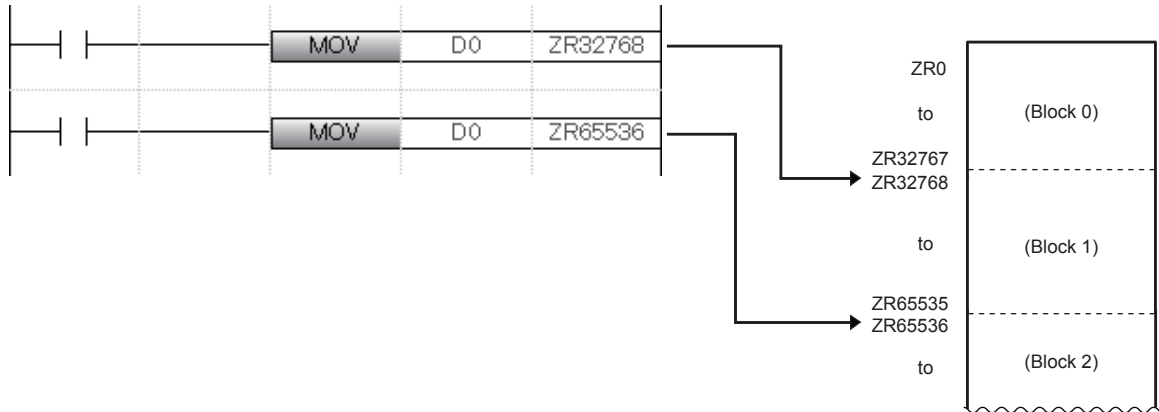 MOV D0 ZR32768
MOV D0 ZR65536
ZR0
to
(Block 0)
ZR32767
ZR32768
to
(Block 1)
ZR65535
ZR65536
to
(Block 2)